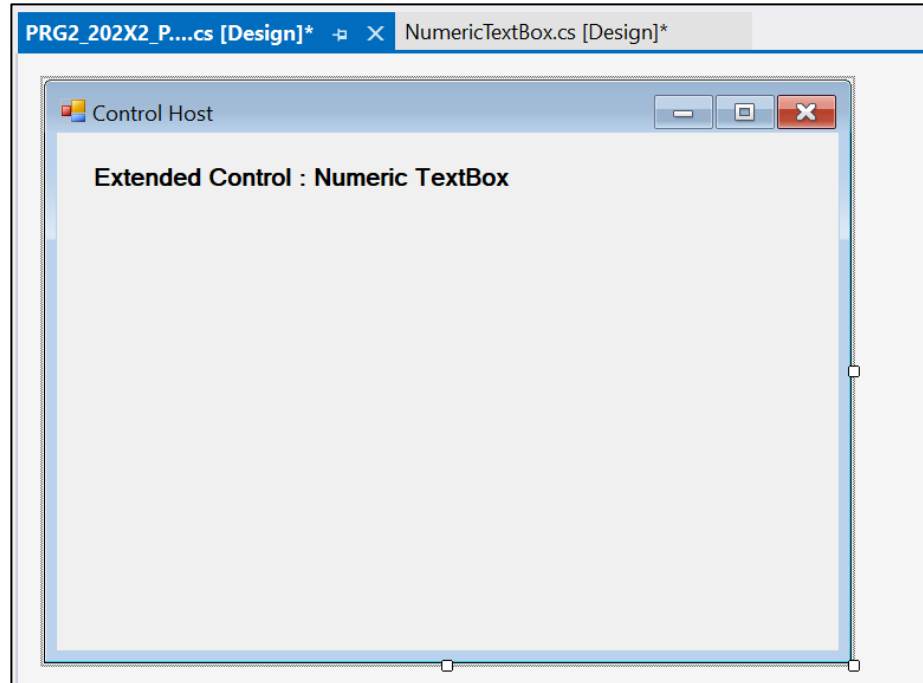 PRG2_202X2_P....cs [Design]* NumericTextBox.cs [Design]*
Control Host
Extended Control : Numeric TextBox